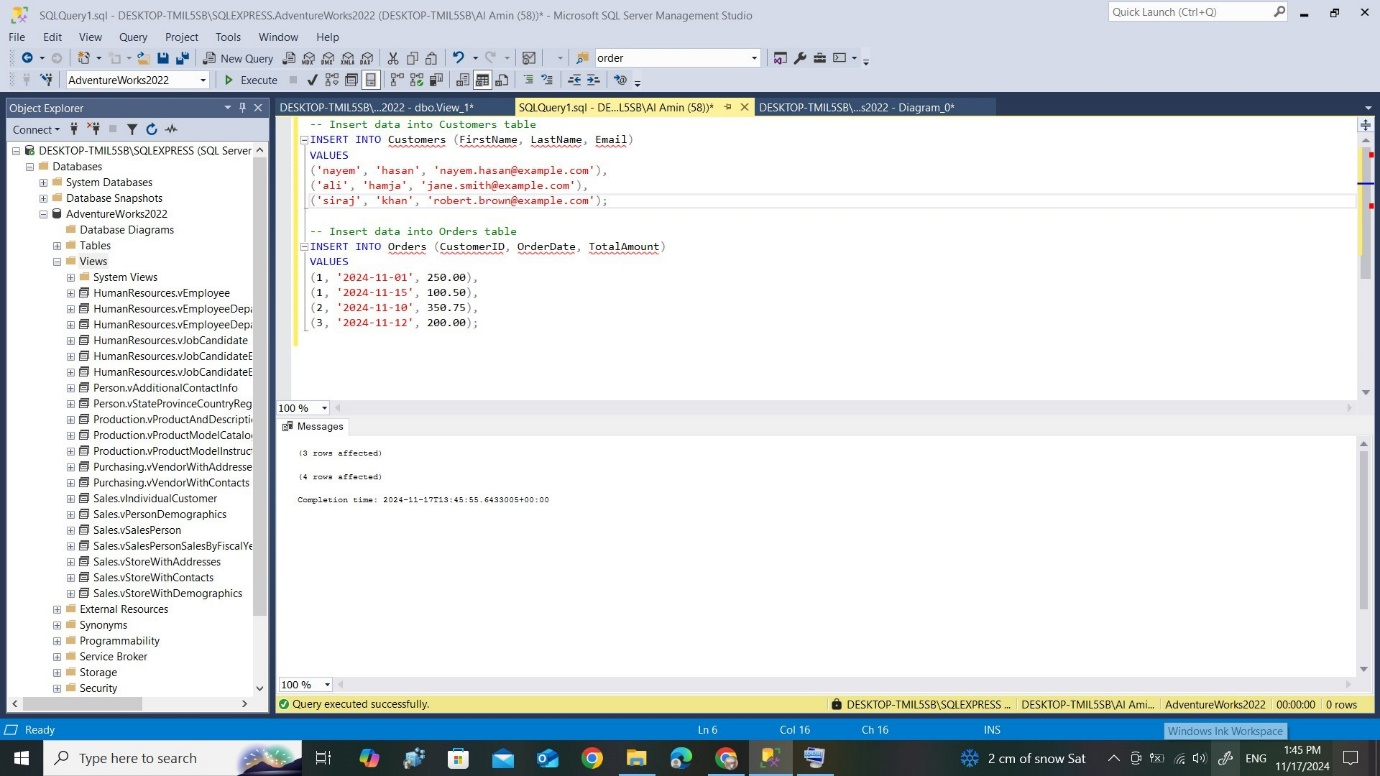 SQLQuery1.sql - DESKTOP-TMIL5SB\SQLEXPRESS.AdventureWorks2022 (DESKTOP-TMIL5SB\Al Amin (58))* - Microsoft SQL Server Management Studio
Quick Launch (Ctrl+Q)
File Edit View Query Project Tools Window Help
New Query
MDX DMX XMLA DAX
order
AdventureWorks2022
Execute
Object Explorer
DESKTOP-TMIL5SB\...2022 - dbo.View_1*
SQLQuery1.sql - DE...L5SB\Al Amin (58))*
DESKTOP-TMIL5SB\...s2022 - Diagram_0*
Connect
DESKTOP-TMIL5SB\SQLEXPRESS (SQL Server
Databases
System Databases
Database Snapshots
AdventureWorks2022
Database Diagrams
Tables
Views
System Views
HumanResources.vEmployee
HumanResources.vEmployeeDepa
HumanResources.vEmployeeDepa
HumanResources.vJobCandidate
HumanResources.vJobCandidateE
HumanResources.vJobCandidateE
Person.vAdditionalContactInfo
Person.vStateProvinceCountryReg
Production.vProductAndDescripti
Production.vProductModelCatalo
Production.vProductModelInstruc
Purchasing.vVendorWithAddresse
Purchasing.vVendorWithContacts
Sales.vIndividualCustomer
Sales.vPersonDemographics
Sales.vSalesPerson
Sales.vSalesPersonSalesByFiscalYe
Sales.vStoreWithAddresses
Sales.vStoreWithContacts
Sales.vStoreWithDemographics
External Resources
Synonyms
Programmability
Service Broker
Storage
Security
-- Insert data into Customers table
INSERT INTO Customers (FirstName, LastName, Email)
VALUES
('nayem', 'hasan', 'nayem.hasan@example.com'),
('ali', 'hamja', 'jane.smith@example.com'),
('siraj', 'khan', 'robert.brown@example.com');
-- Insert data into Orders table
INSERT INTO Orders (CustomerID, OrderDate, TotalAmount)
VALUES
(1, '2024-11-01', 250.00),
(1, '2024-11-15', 100.50),
(2, '2024-11-10', 350.75),
(3, '2024-11-12', 200.00);
100 %
Messages
(3 rows affected)
(4 rows affected)
Completion time: 2024-11-17T13:45:55.6433005+00:00
100 %
Query executed successfully.
DESKTOP-TMIL5SB\SQLEXPRESS ... DESKTOP-TMIL5SB\Al Ami... AdventureWorks2022 00:00:00 0 rows
Ready
Ln 6 Col 16 Ch 16 INS
Windows Ink Workspace
Type here to search
2 cm of snow Sat
ENG
1:45 PM
11/17/2024